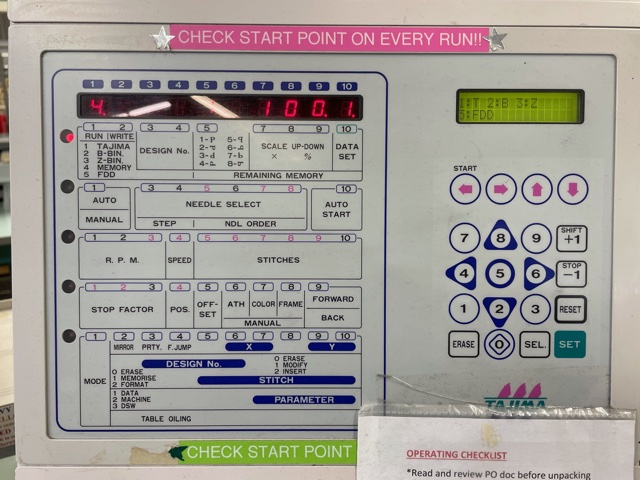 CHECK START POINT ON EVERY RUN!!
1 2 3 4 5 6 7 8 9 10
4. 1 0 0. 1.
1:T 2:B 3:Z
5:FDD
1 2 3 4 5 7 8 9 10
RUN WRITE
1 TAJIMA
2 B-BIN.
3 Z-BIN.
4 MEMORY
5 FDD
DESIGN No.
SCALE UP-DOWN
× %
DATA
SET
REMAINING MEMORY
START
1 3 4 5 6 7 8 10
AUTO
MANUAL
NEEDLE SELECT
STEP NDL ORDER
AUTO
START
1 2 3 4 5 6 7 8 9 10
R. P. M. SPEED STITCHES
1 2 3 4 5 6 7 8 9
STOP FACTOR POS. OFF-
SET
ATH COLOR FRAME
MANUAL
FORWARD
BACK
1 2 3 4 5 6 7 8 9 10
MIRROR PRTY. F.JUMP X Y
MODE
DESIGN No.
0 ERASE
1 MODIFY
2 INSERT
0 ERASE
1 MEMORISE
2 FORMAT
STITCH
1 DATA
2 MACHINE
3 DSW
PARAMETER
TABLE OILING
7 8 9 SHIFT +1
4 5 6 STOP −1
1 2 3 RESET
ERASE 0 SEL. SET
TAJIMA
CHECK START POINT
OPERATING CHECKLIST
*Read and review PO doc before unpacking